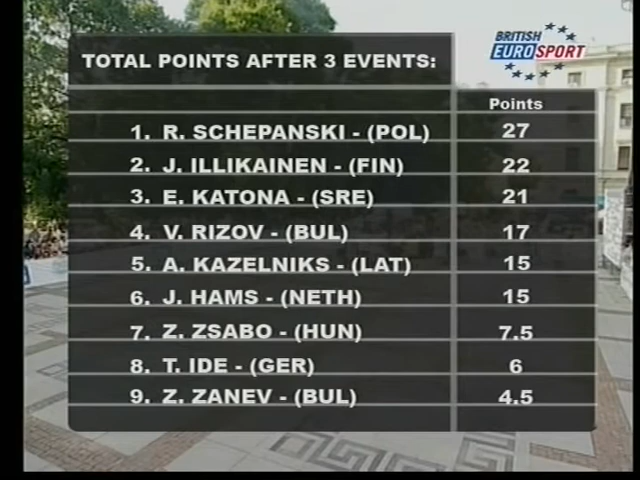 BRITISH
EUROSPORT
TOTAL POINTS AFTER 3 EVENTS:
Points
1. R. SCHEPANSKI - (POL) 27
2. J. ILLIKAINEN - (FIN) 22
3. E. KATONA - (SRE) 21
4. V. RIZOV - (BUL) 17
5. A. KAZELNIKS - (LAT) 15
6. J. HAMS - (NETH) 15
7. Z. ZSABO - (HUN) 7.5
8. T. IDE - (GER) 6
9. Z. ZANEV - (BUL) 4.5